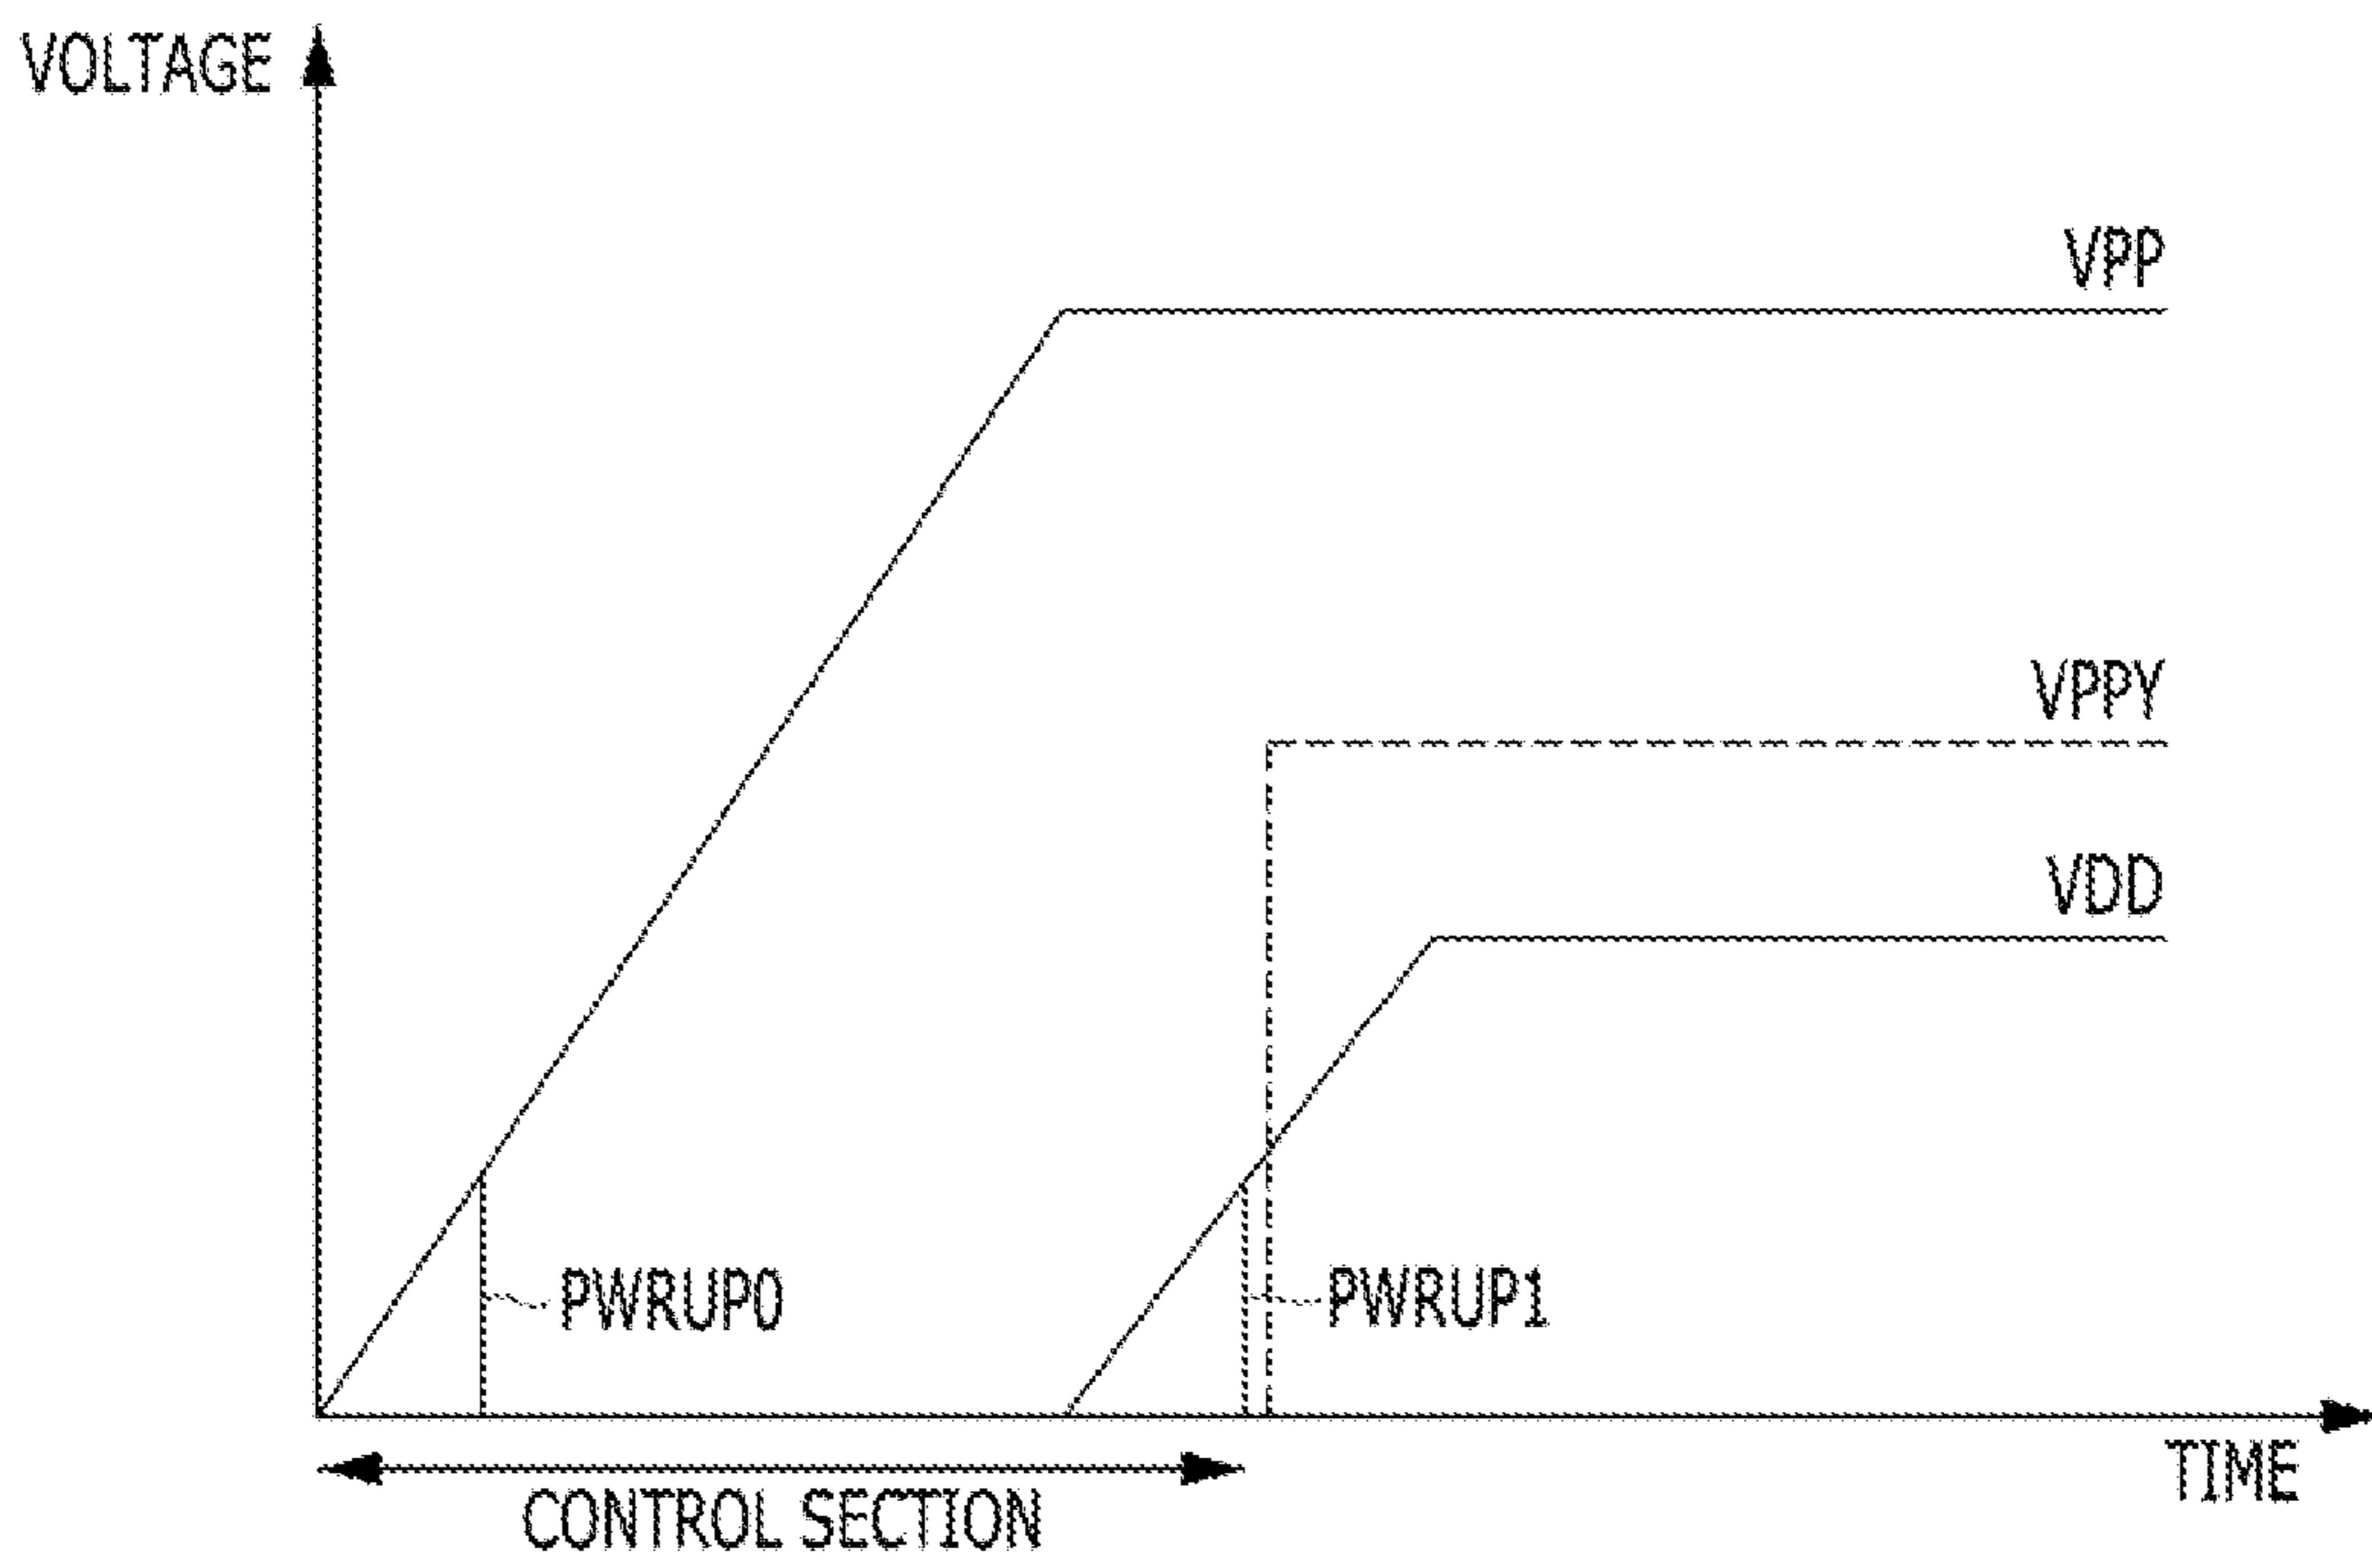 VOLTAGE
VPP
VPPY
VDD
PWRUP0
PWRUP1
TIME
CONTROL SECTION